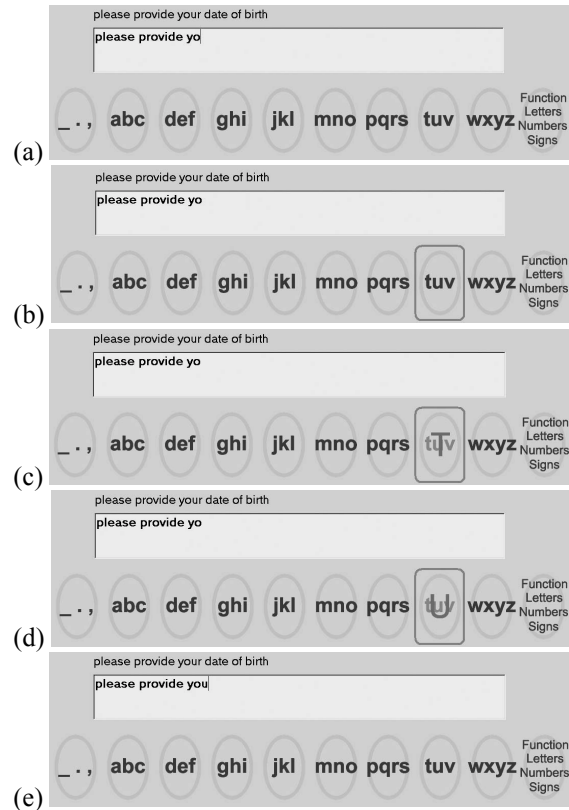 please provide your date of birth
please provide yo
_ . , abc def ghi jkl mno pqrs tuv wxyz Function Letters Numbers Signs
(a)
please provide your date of birth
please provide yo
_ . , abc def ghi jkl mno pqrs tuv wxyz Function Letters Numbers Signs
(b)
please provide your date of birth
please provide yo
_ . , abc def ghi jkl mno pqrs tuv T wxyz Function Letters Numbers Signs
(c)
please provide your date of birth
please provide yo
_ . , abc def ghi jkl mno pqrs tuv U wxyz Function Letters Numbers Signs
(d)
please provide your date of birth
please provide you
_ . , abc def ghi jkl mno pqrs tuv wxyz Function Letters Numbers Signs
(e)